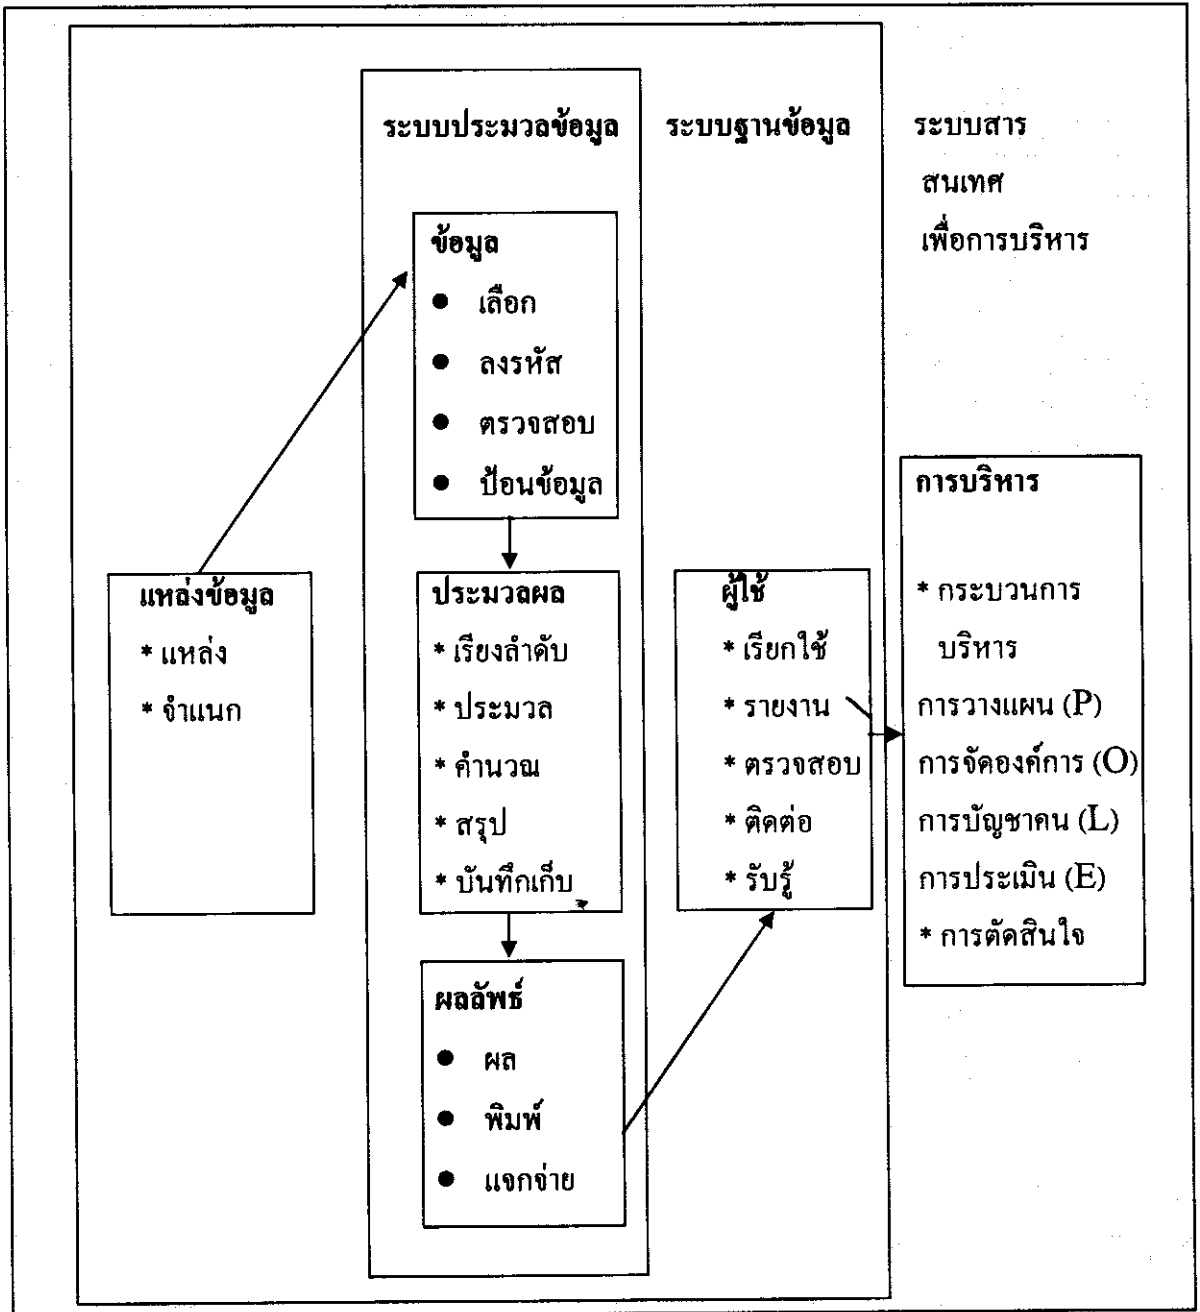 ระบบประมวลข้อมูล
ระบบฐานข้อมูล
ระบบสาร
สนเทศ
เพื่อการบริหาร
ข้อมูล
● เลือก
● ลงรหัส
● ตรวจสอบ
● ป้อนข้อมูล
แหล่งข้อมูล
* แหล่ง
* จำแนก
ประมวลผล
* เรียงลำดับ
* ประมวล
* คำนวณ
* สรุป
* บันทึกเก็บ
ผลลัพธ์
● ผล
● พิมพ์
● แจกจ่าย
ผู้ใช้
* เรียกใช้
* รายงาน
* ตรวจสอบ
* ติดต่อ
* รับรู้
การบริหาร
* กระบวนการ
บริหาร
การวางแผน (P)
การจัดองค์การ (O)
การบัญชาคน (L)
การประเมิน (E)
* การตัดสินใจ